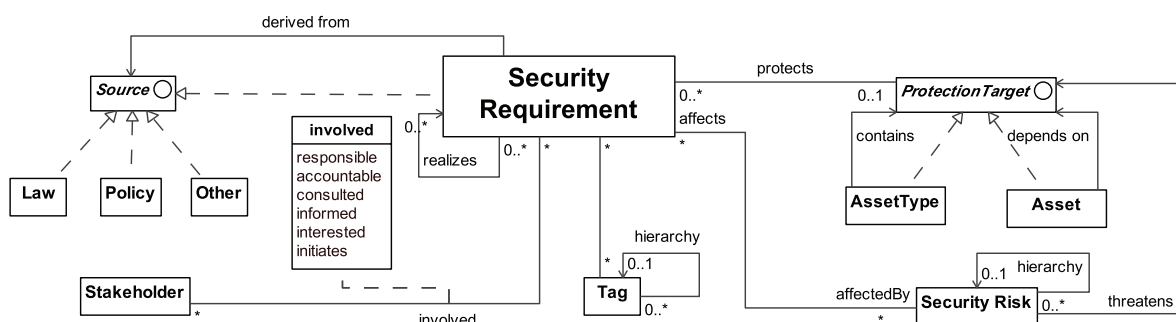 derived from
Security
Requirement
Source
protects
0..*
0..1
ProtectionTarget
affects
*
involved
responsible
accountable
consulted
informed
interested
initiates
0..*
realizes
0..*
*
*
contains
depends on
Law
Policy
Other
AssetType
Asset
hierarchy
0..1
*
Tag
0..*
hierarchy
0..1
Stakeholder
*
affectedBy
*
Security Risk
0..*
threatens
involved